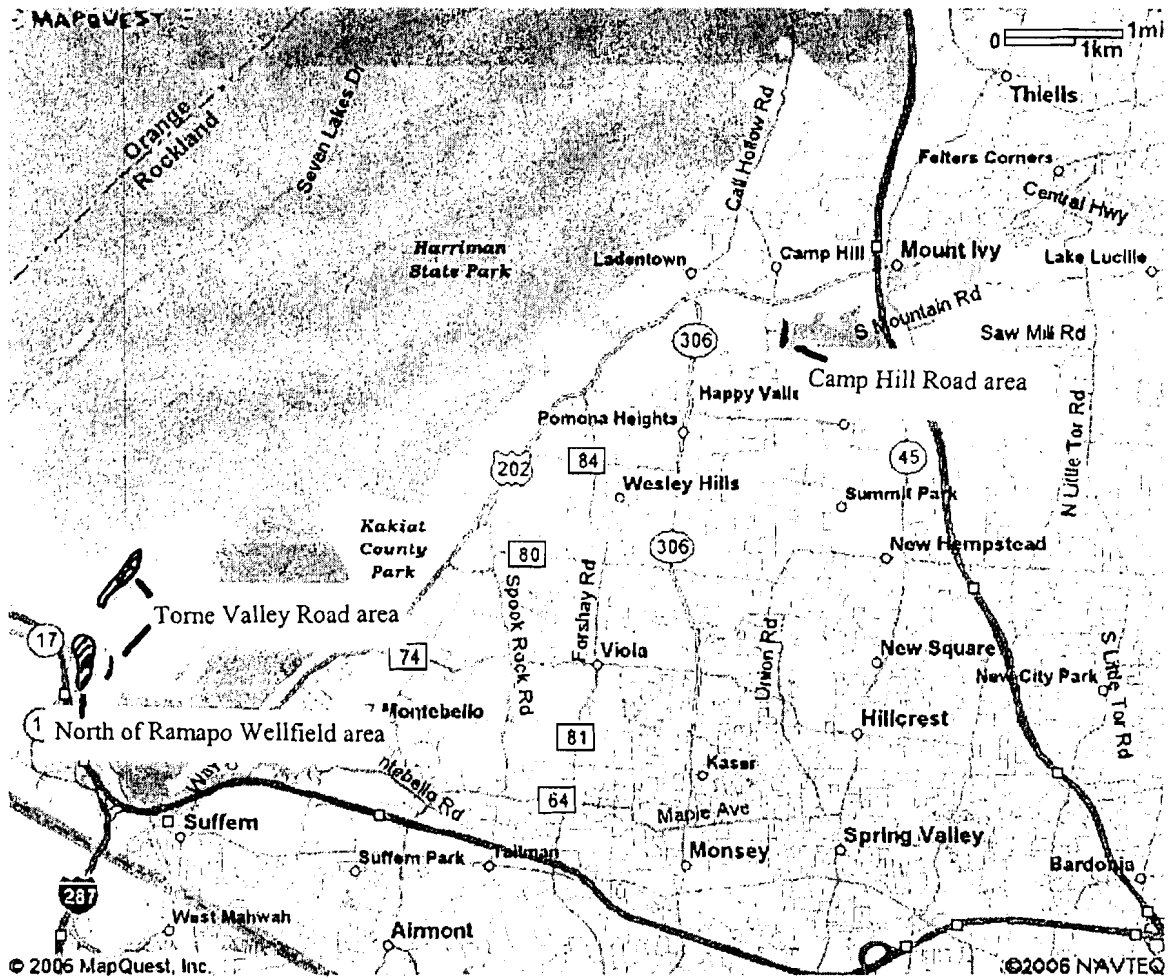 MAPQUEST
0 1mi
1km
Thiells
Orange
Rockland
Seven Lakes Dr
Call Hollow Rd
Felters Corners
Central Hwy
Harriman
State Park
Ladentown
Camp Hill
Mount Ivy
Lake Lucille
S Mountain Rd
306
Saw Mill Rd
Camp Hill Road area
Happy Valle
Pomona Heights
N Little Tor Rd
202
84
45
Wesley Hills
Summit Park
Kakiat
County
Park
80
306
New Hempstead
Spook Rock Rd
Forshay Rd
Torne Valley Road area
17
Union Rd
74
Viola
New Square
New City Park
S Little Tor Rd
1
North of Ramapo Wellfield area
Montebello
81
Hillcrest
Way
ntebello Rd
Kaser
64
Maple Ave
Suffern
Spring Valley
Suffern Park
Tallman
Monsey
Bardonia
287
West Mahwah
Airmont
© 2006 MapQuest, Inc.
©2006 NAVTEQ